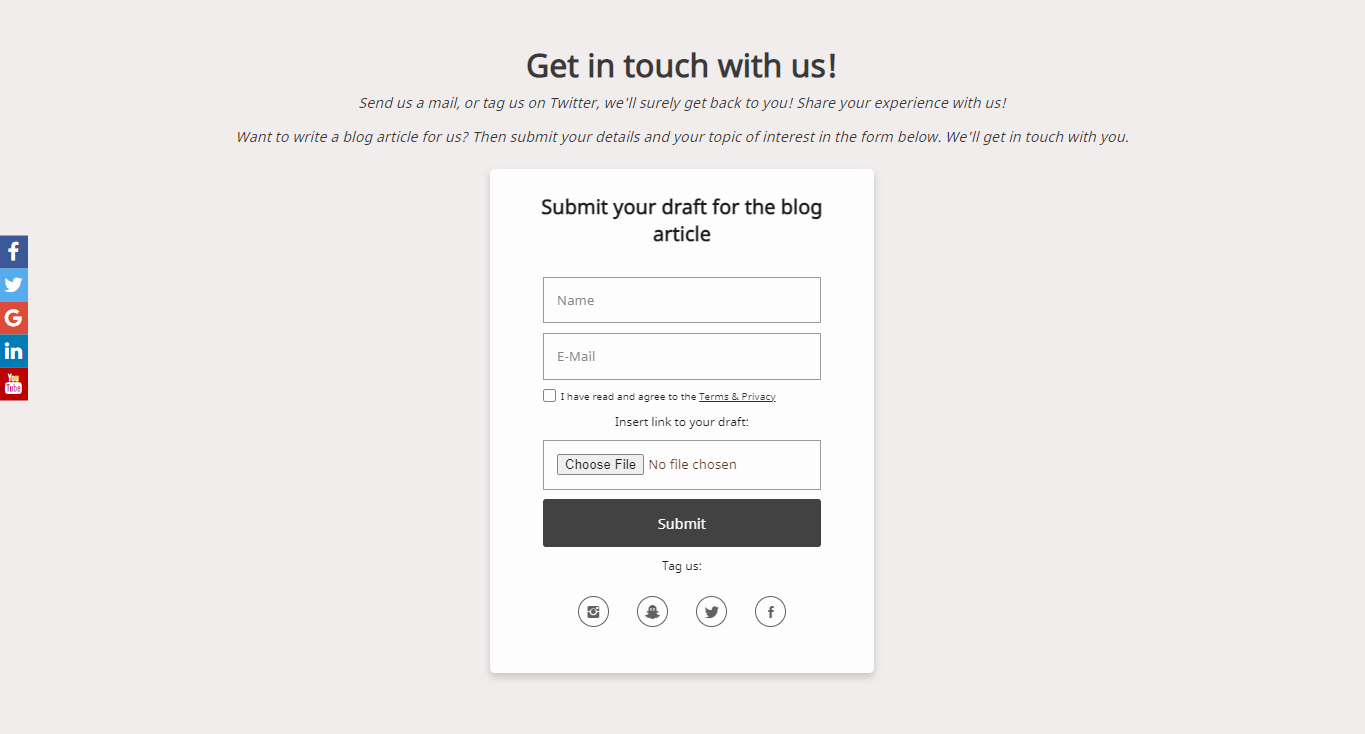 Get in touch with us!
Send us a mail, or tag us on Twitter, we'll surely get back to you! Share your experience with us!
Want to write a blog article for us? Then submit your details and your topic of interest in the form below. We'll get in touch with you.
Submit your draft for the blog
article
Name
E-Mail
I have read and agree to the Terms & Privacy
Insert link to your draft:
Choose File No file chosen
Submit
Tag us:
f
G
in
You
Tube
f